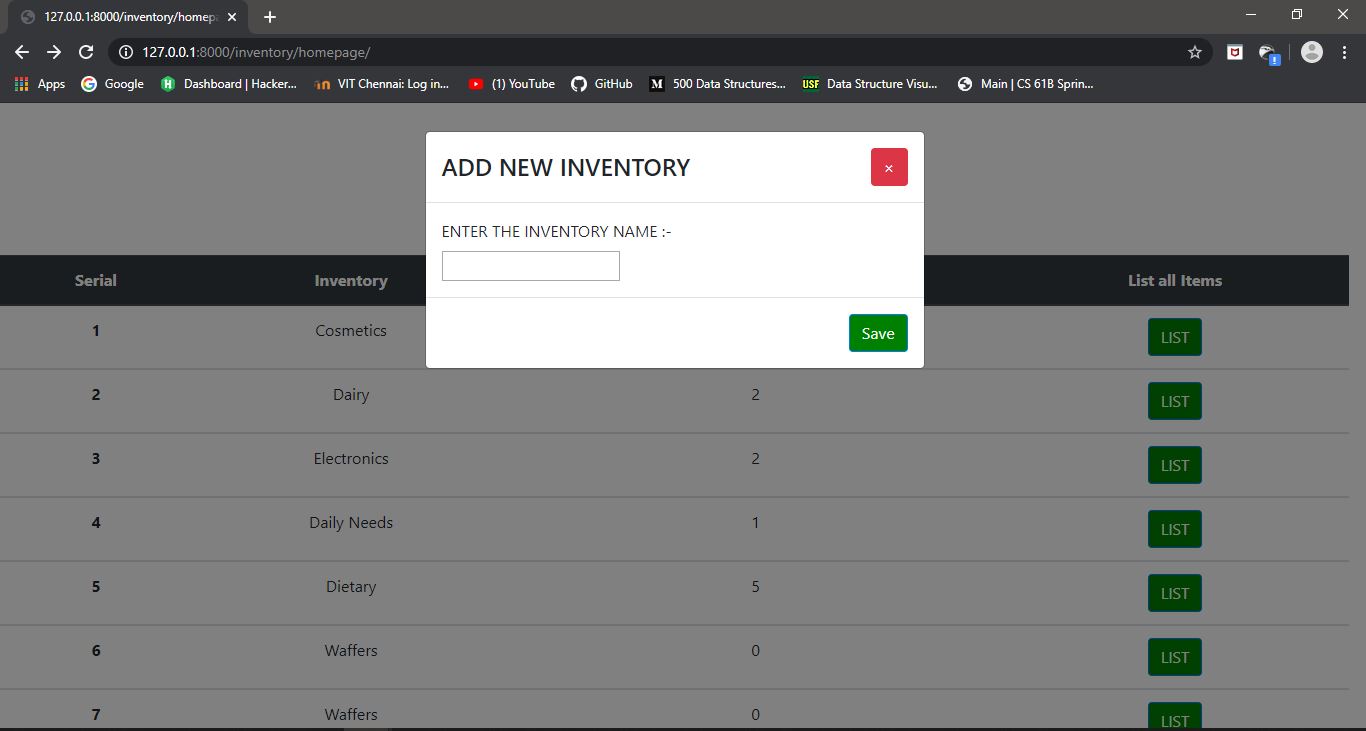 127.0.0.1:8000/inventory/homep
127.0.0.1:8000/inventory/homepage/
Apps Google Dashboard | Hacker... VIT Chennai: Log in... (1) YouTube GitHub 500 Data Structures... Data Structure Visu... Main | CS 61B Sprin...
ADD NEW INVENTORY ×
ENTER THE INVENTORY NAME :-
Save
Serial Inventory List all Items
1 Cosmetics LIST
2 Dairy 2 LIST
3 Electronics 2 LIST
4 Daily Needs 1 LIST
5 Dietary 5 LIST
6 Waffers 0 LIST
7 Waffers 0 LIST